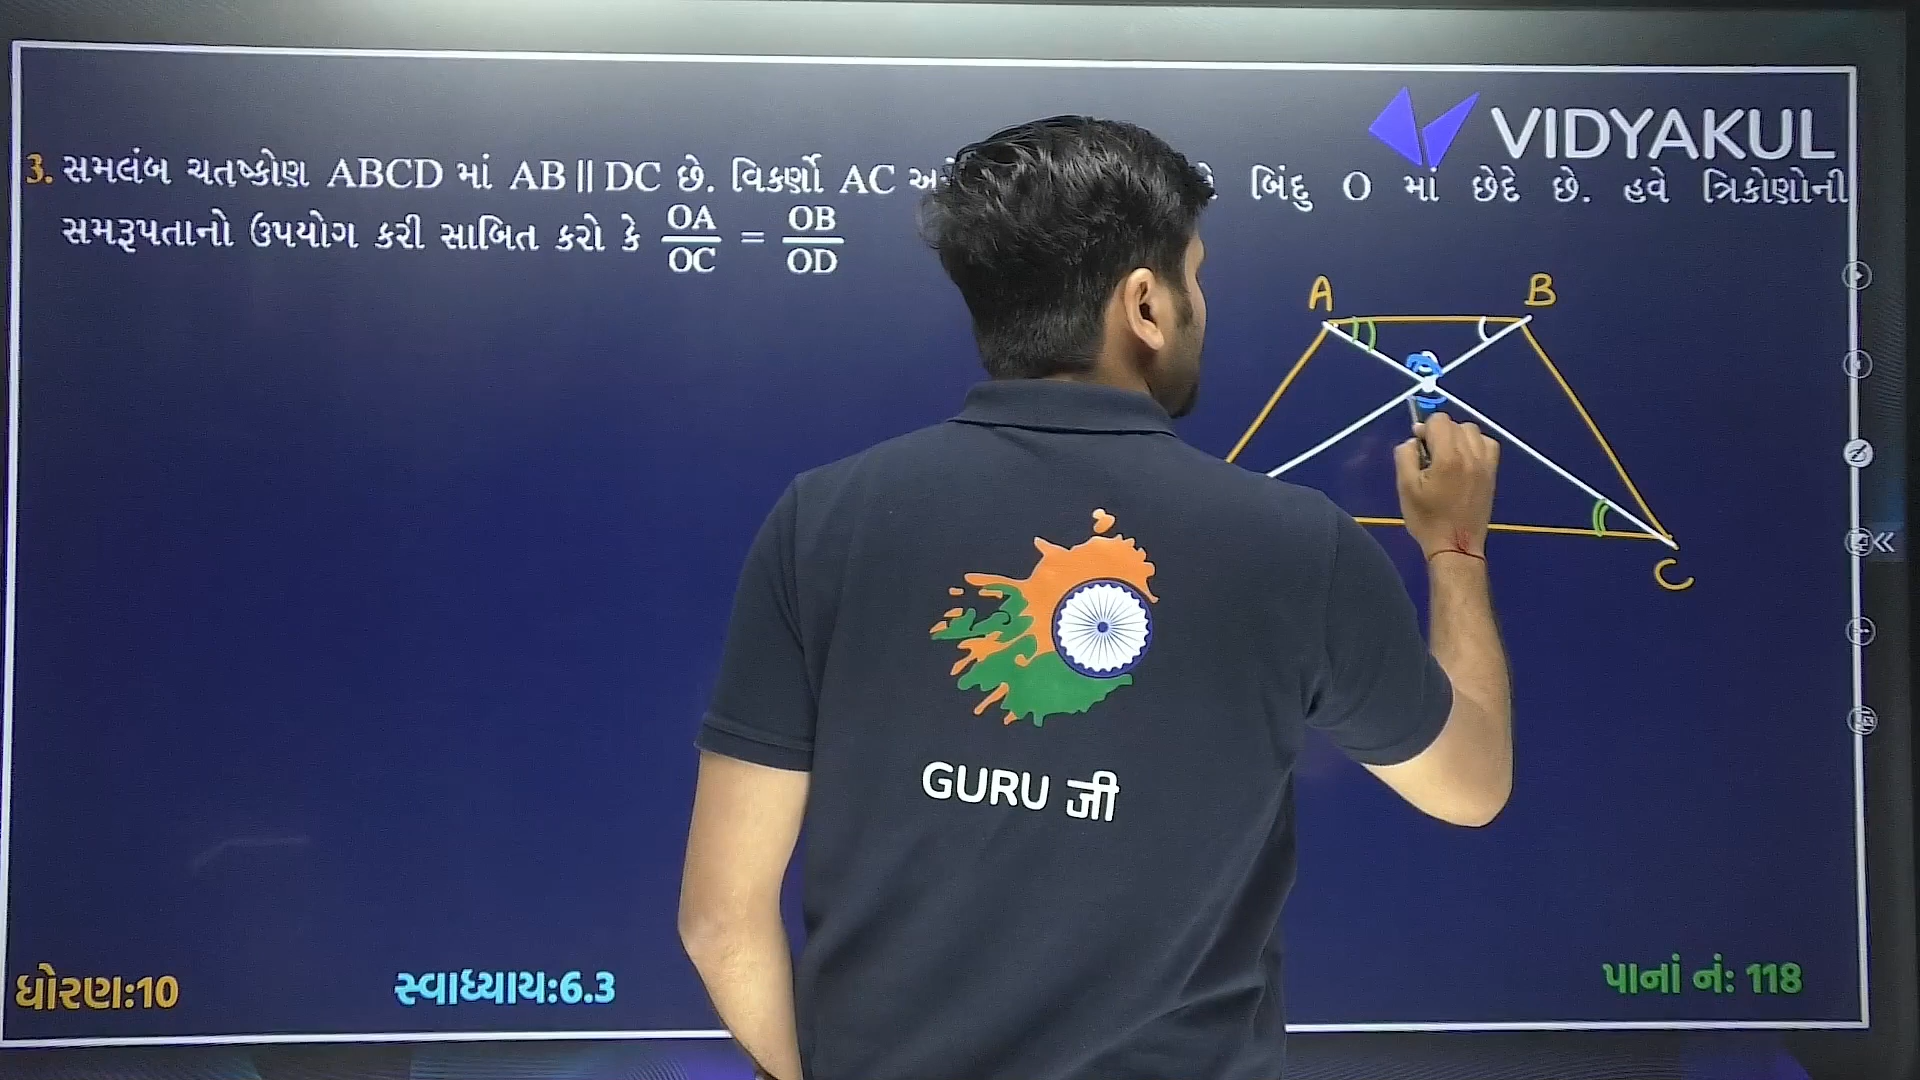 VIDYAKUL
3. સમલંબ ચતષ્કોણ ABCD માં AB || DC છે. વિકર્ણો AC બિંદુ O માં છેદે છે. હવે ત્રિકોણોની
સમરૂપતાનો ઉપયોગ કરી સાબિત કરો કે OA/OC = OB/OD
A B
C
GURU जी
ધોરણ:10 સ્વાધ્યાય:6.3 પાનાં નં: 118